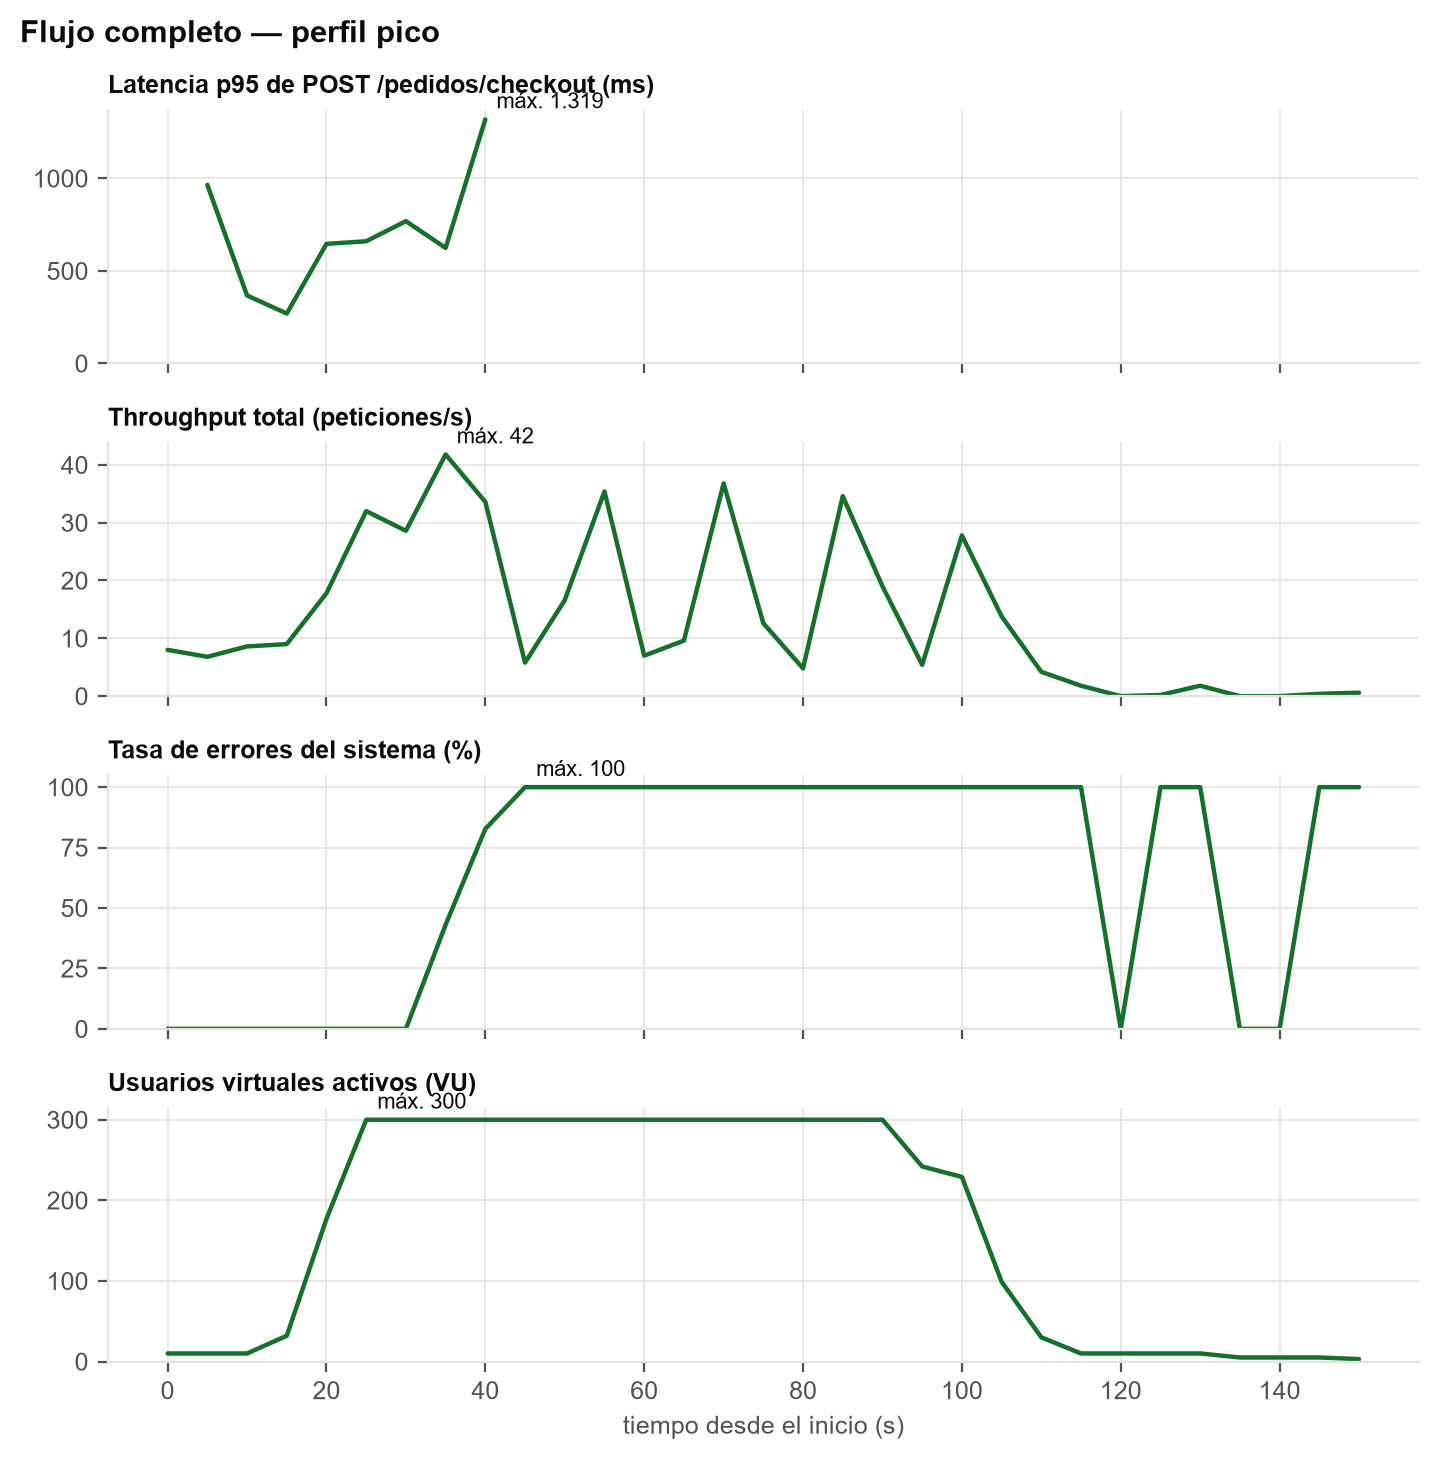 Flujo completo — perfil pico
Latencia p95 de POST /pedidos/checkout (ms)
máx. 1.319
1000
500
0
Throughput total (peticiones/s)
máx. 42
40
30
20
10
0
Tasa de errores del sistema (%)
máx. 100
100
75
50
25
0
Usuarios virtuales activos (VU)
máx. 300
300
200
100
0
0 20 40 60 80 100 120 140
tiempo desde el inicio (s)